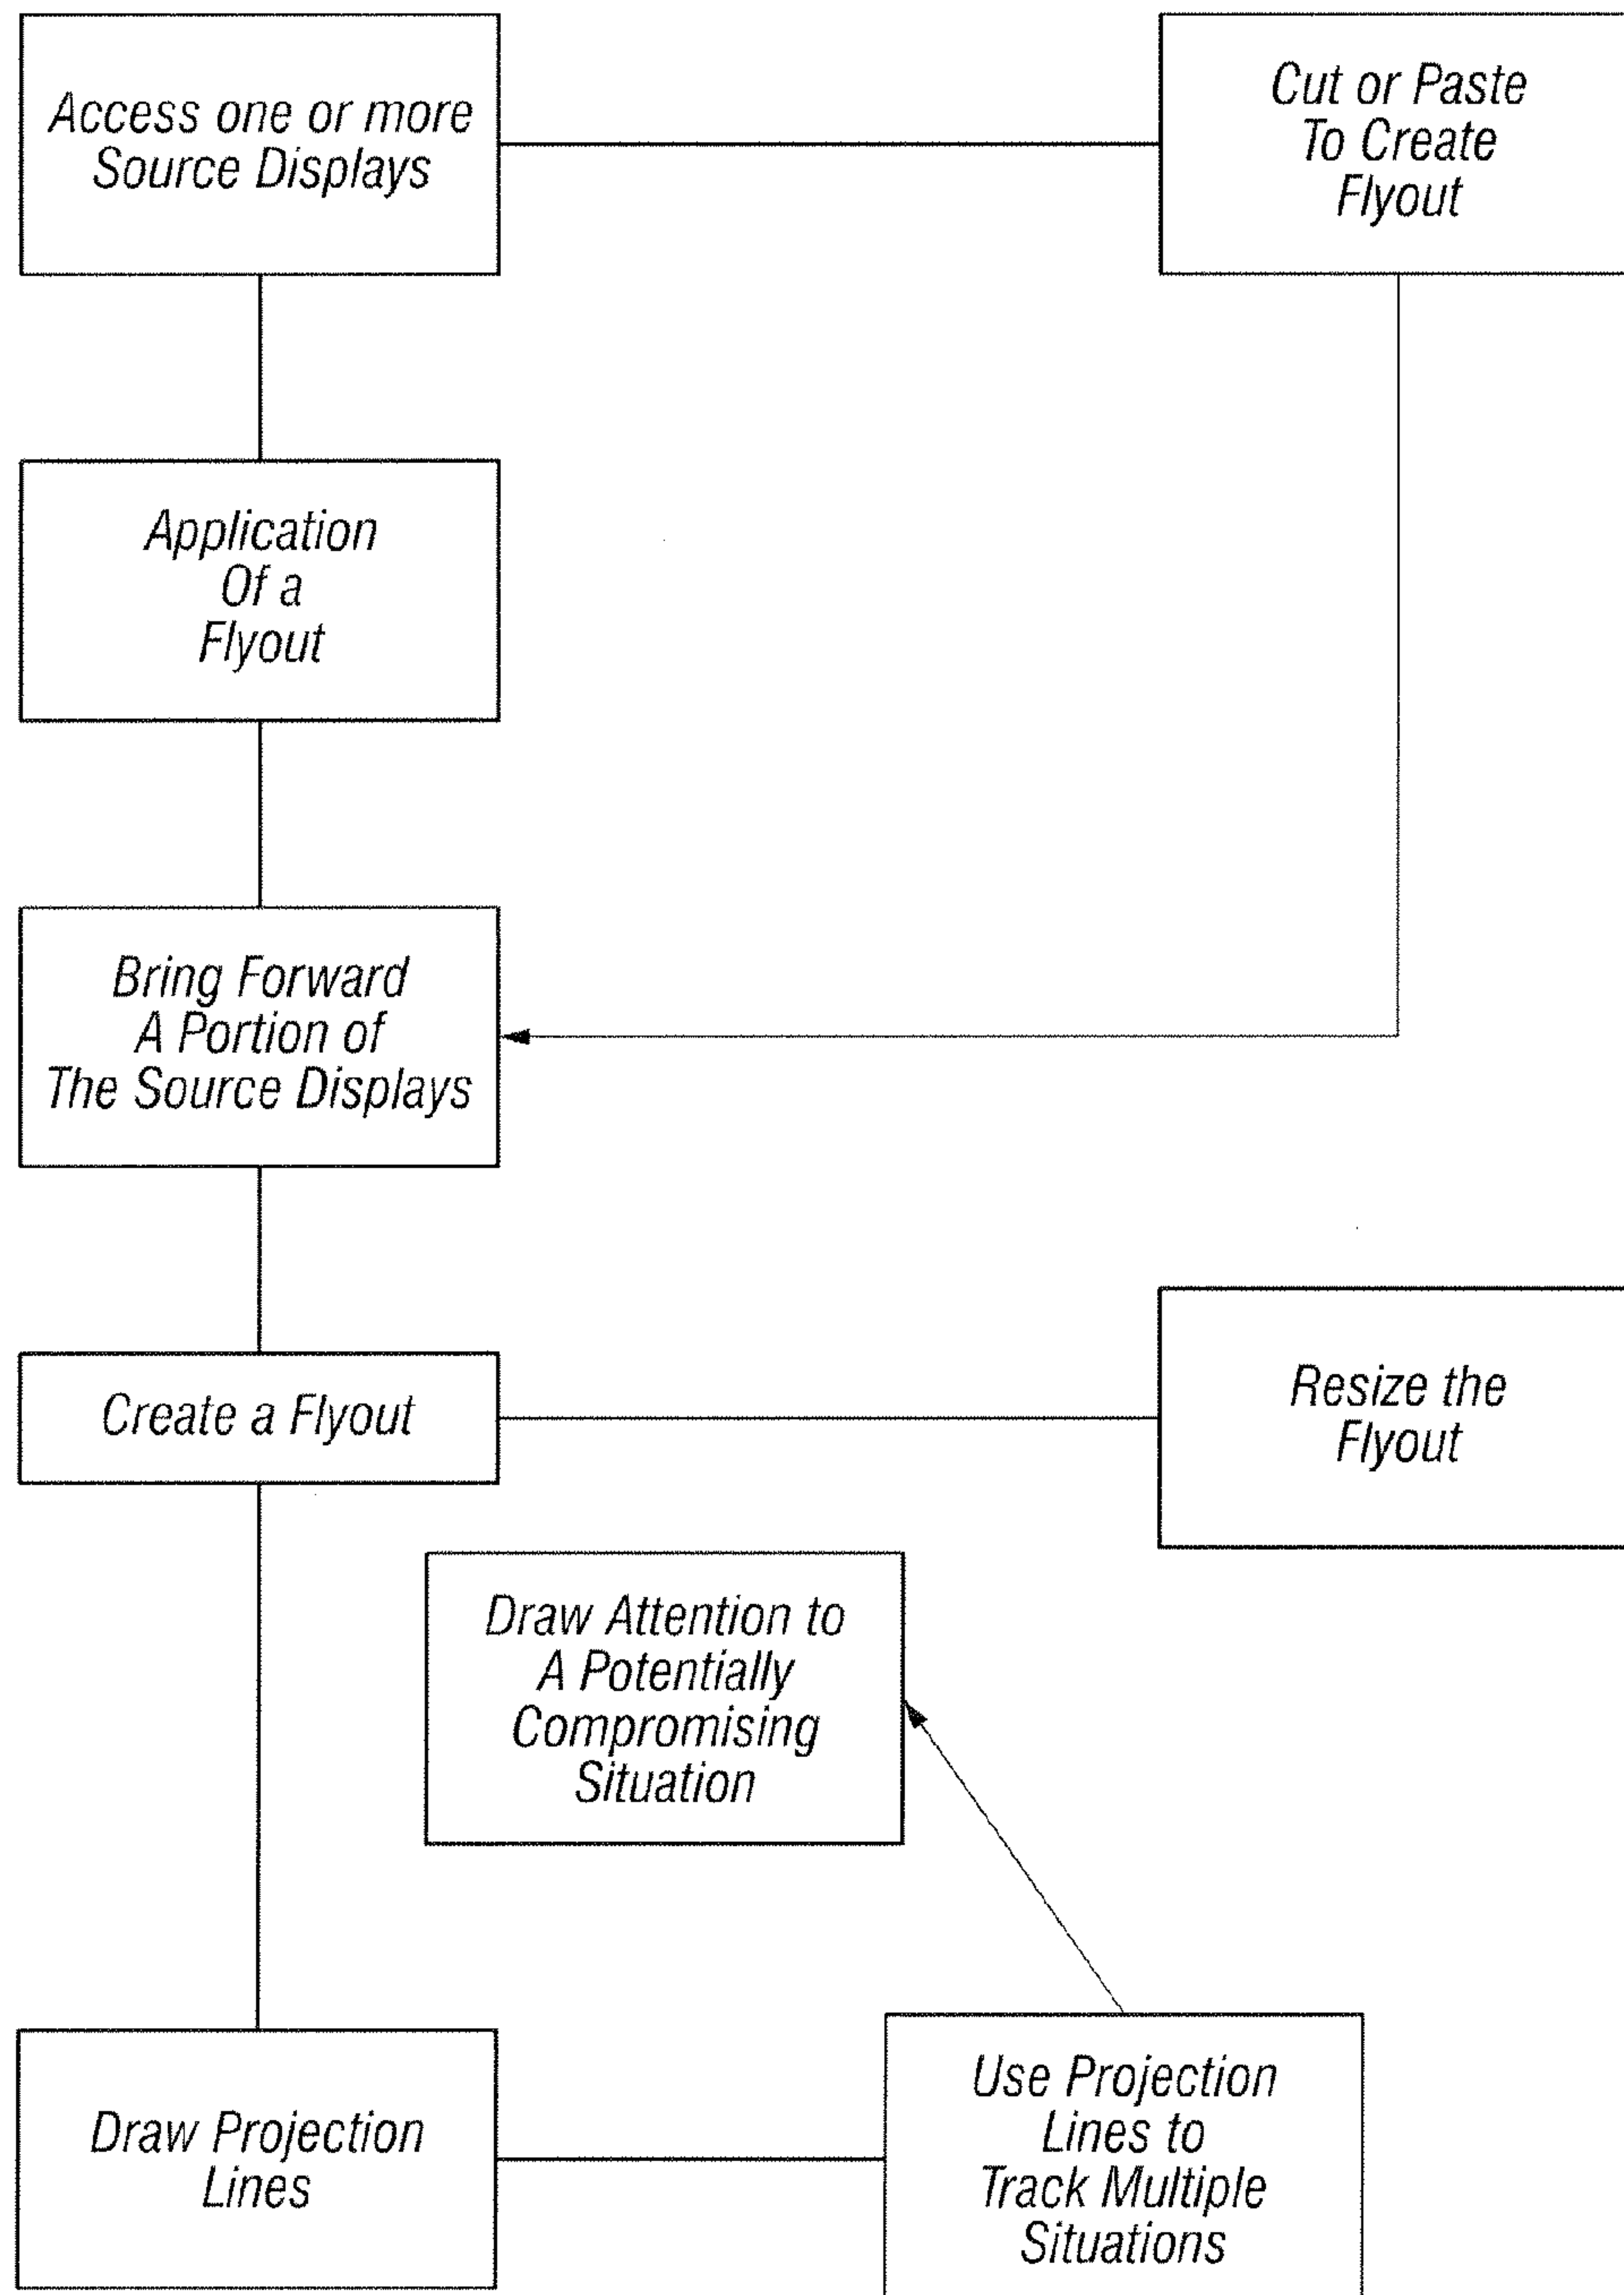 Access one or more
Source Displays
Cut or Paste
To Create
Flyout
Application
Of a
Flyout
Bring Forward
A Portion of
The Source Displays
Create a Flyout
Resize the
Flyout
Draw Attention to
A Potentially
Compromising
Situation
Draw Projection
Lines
Use Projection
Lines to
Track Multiple
Situations